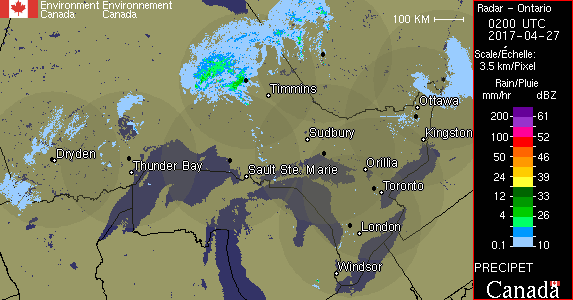 Environment Environnement
Canada Canada
100 KM
Radar - Ontario
0200 UTC
2017-04-27
Scale/Échelle:
3.5 km/Pixel
Rain/Pluie
mm/hr dBZ
200 61
100 52
50 46
24 39
12 33
4 26
0.1 10
PRECIPET
Canada
Timmins
Ottawa
Sudbury
Kingston
Dryden
Thunder Bay
Sault Ste. Marie
Orillia
Toronto
London
Windsor